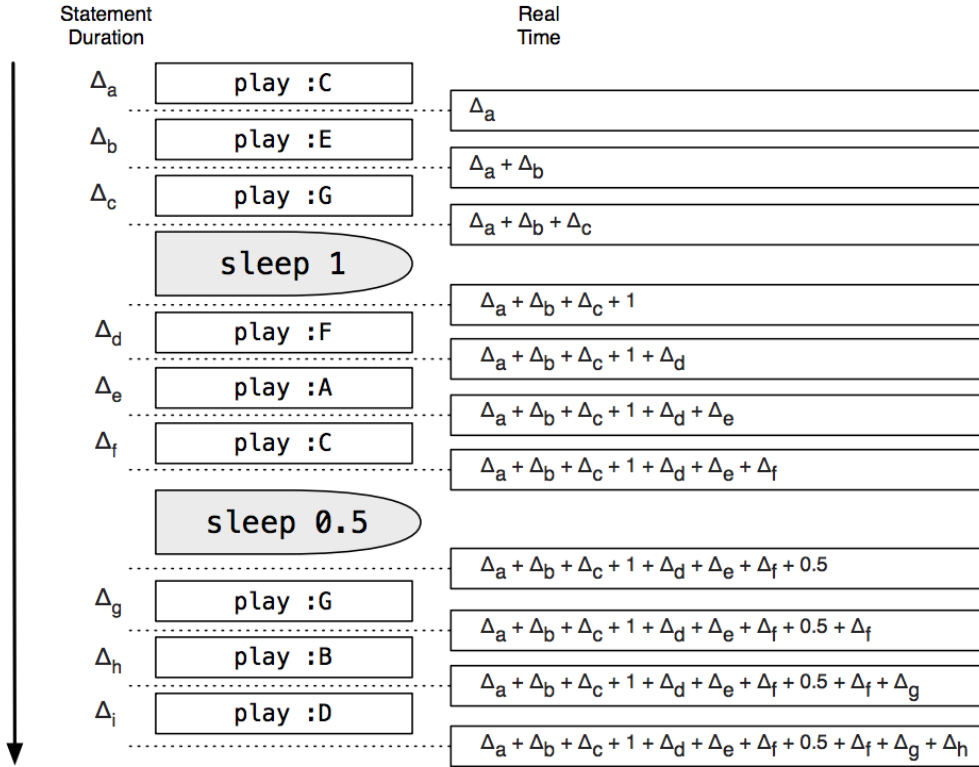 Statement
Duration
Real
Time
Δa play :C
Δa
Δb play :E
Δa + Δb
Δc play :G
Δa + Δb + Δc
sleep 1
Δa + Δb + Δc + 1
Δd play :F
Δa + Δb + Δc + 1 + Δd
Δe play :A
Δa + Δb + Δc + 1 + Δd + Δe
Δf play :C
Δa + Δb + Δc + 1 + Δd + Δe + Δf
sleep 0.5
Δa + Δb + Δc + 1 + Δd + Δe + Δf + 0.5
Δg play :G
Δa + Δb + Δc + 1 + Δd + Δe + Δf + 0.5 + Δf
Δh play :B
Δa + Δb + Δc + 1 + Δd + Δe + Δf + 0.5 + Δf + Δg
Δi play :D
Δa + Δb + Δc + 1 + Δd + Δe + Δf + 0.5 + Δf + Δg + Δh